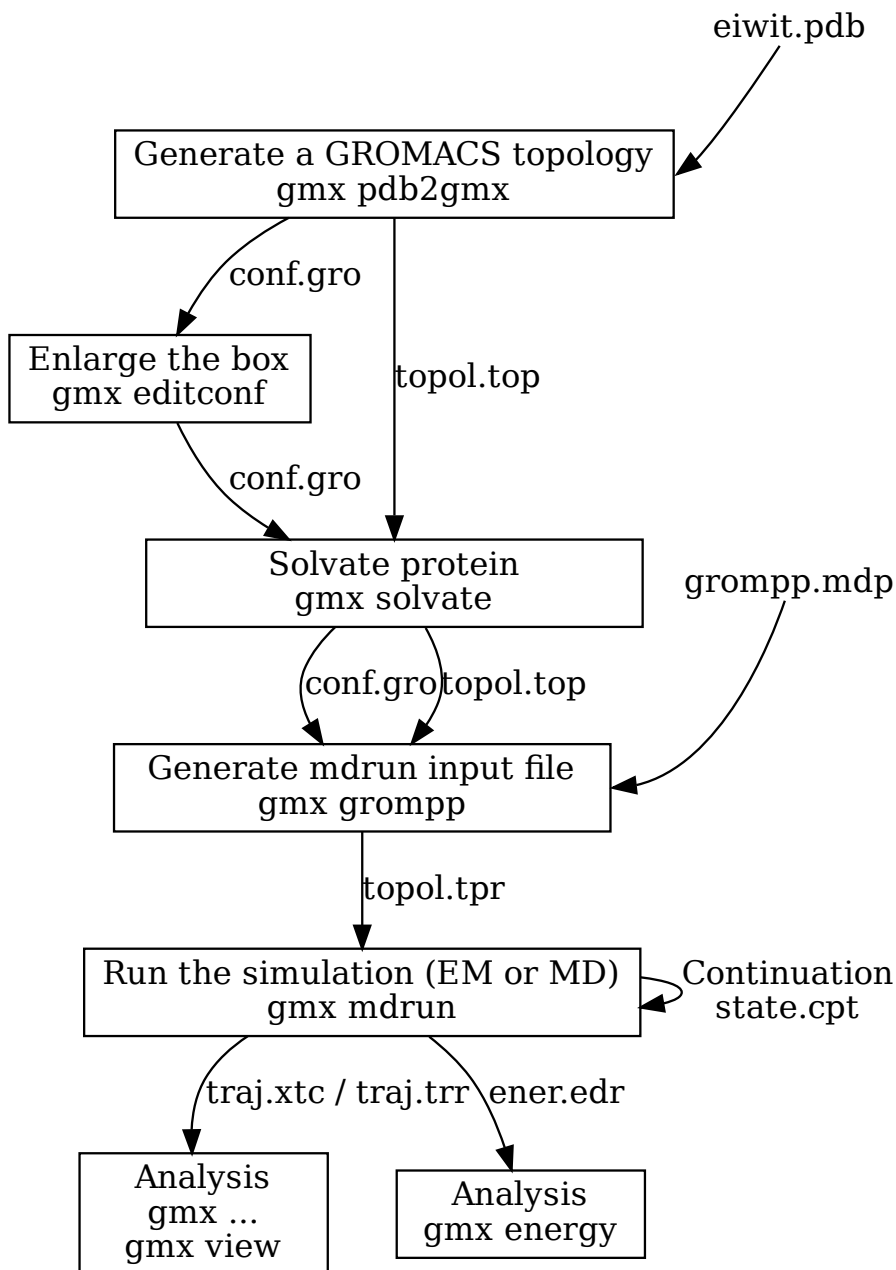 eiwit.pdb
Generate a GROMACS topology
gmx pdb2gmx
conf.gro
Enlarge the box
gmx editconf
topol.top
conf.gro
Solvate protein
gmx solvate
grompp.mdp
conf.gro
topol.top
Generate mdrun input file
gmx grompp
topol.tpr
Run the simulation (EM or MD)
gmx mdrun
Continuation
state.cpt
traj.xtc / traj.trr
ener.edr
Analysis
gmx ...
gmx view
Analysis
gmx energy